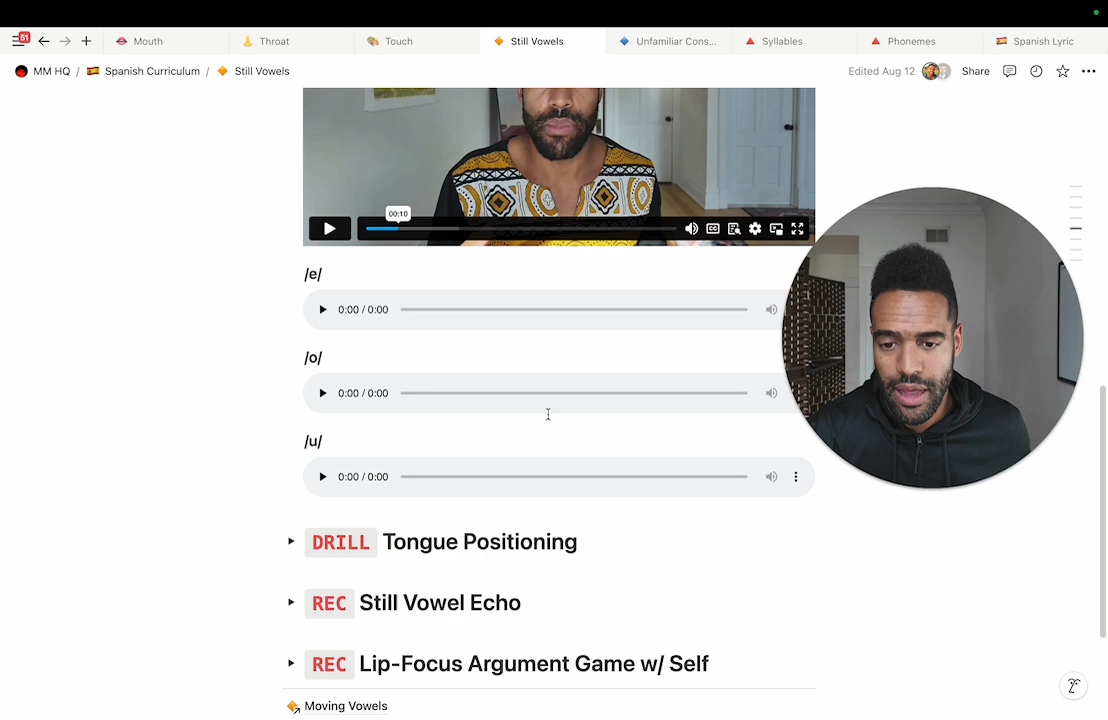 51
Mouth
Throat
Touch
Still Vowels
Unfamiliar Cons...
Syllables
Phonemes
Spanish Lyric
MM HQ / Spanish Curriculum / Still Vowels
Edited Aug 12
Share
00:10
CC
/e/
0:00 / 0:00
/o/
0:00 / 0:00
/u/
0:00 / 0:00
DRILL Tongue Positioning
REC Still Vowel Echo
REC Lip-Focus Argument Game w/ Self
Moving Vowels